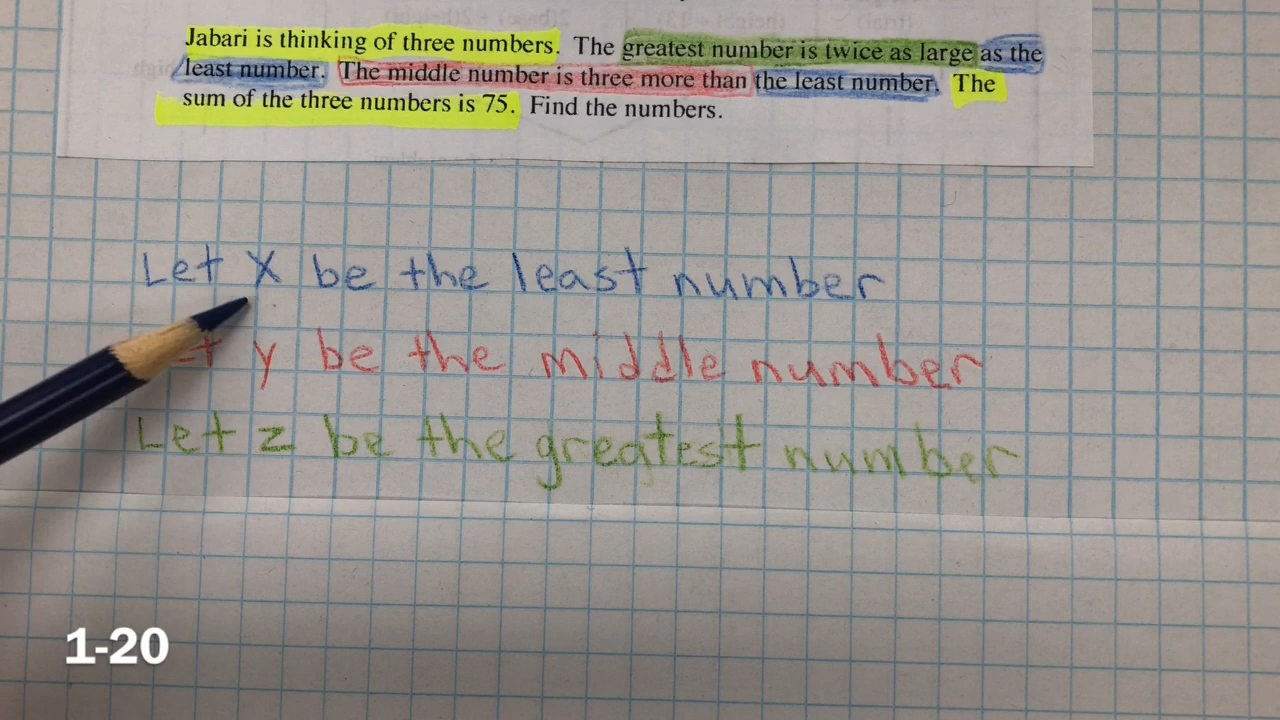 Jabari is thinking of three numbers. The greatest number is twice as large as the
least number. The middle number is three more than the least number. The
sum of the three numbers is 75. Find the numbers.
Let X be the least number
y be the middle number
Let z be the greatest number
1-20